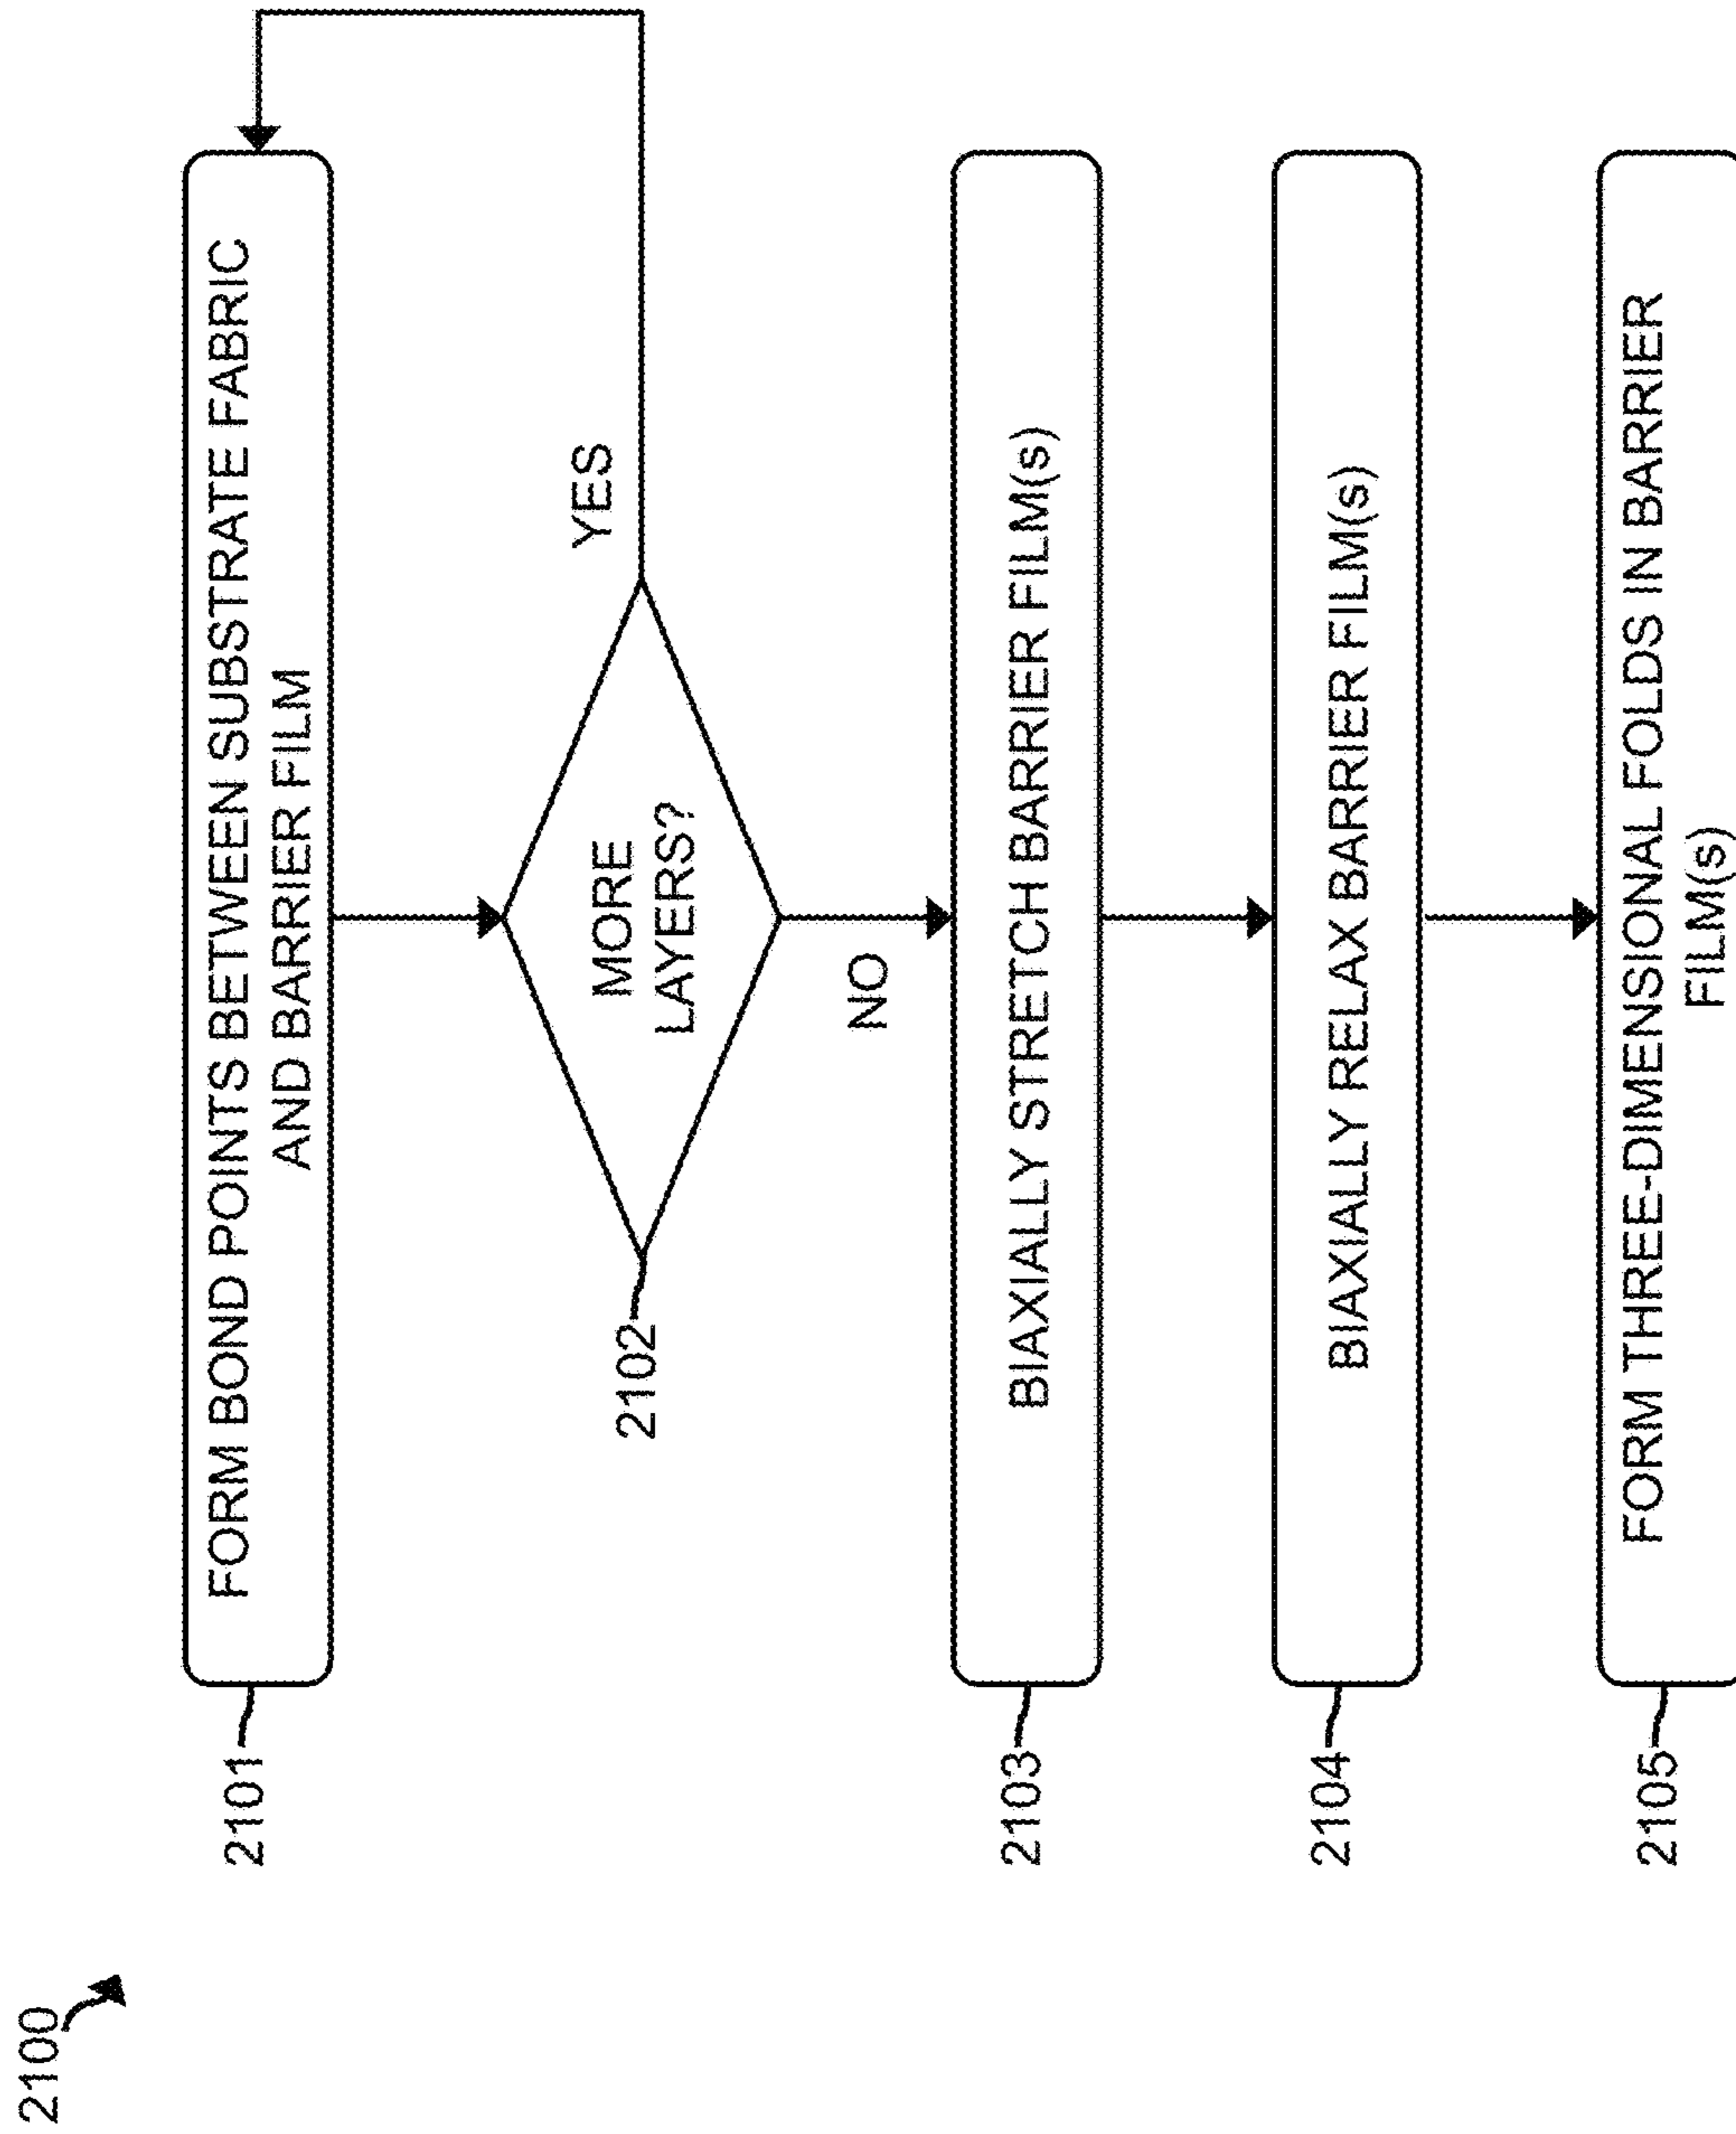 2100
2101
FORM BOND POINTS BETWEEN SUBSTRATE FABRIC
AND BARRIER FILM
2102
MORE
LAYERS?
YES
NO
2103
BIAXIALLY STRETCH BARRIER FILM(s)
2104
BIAXIALLY RELAX BARRIER FILM(s)
2105
FORM THREE-DIMENSIONAL FOLDS IN BARRIER
FILM(s)